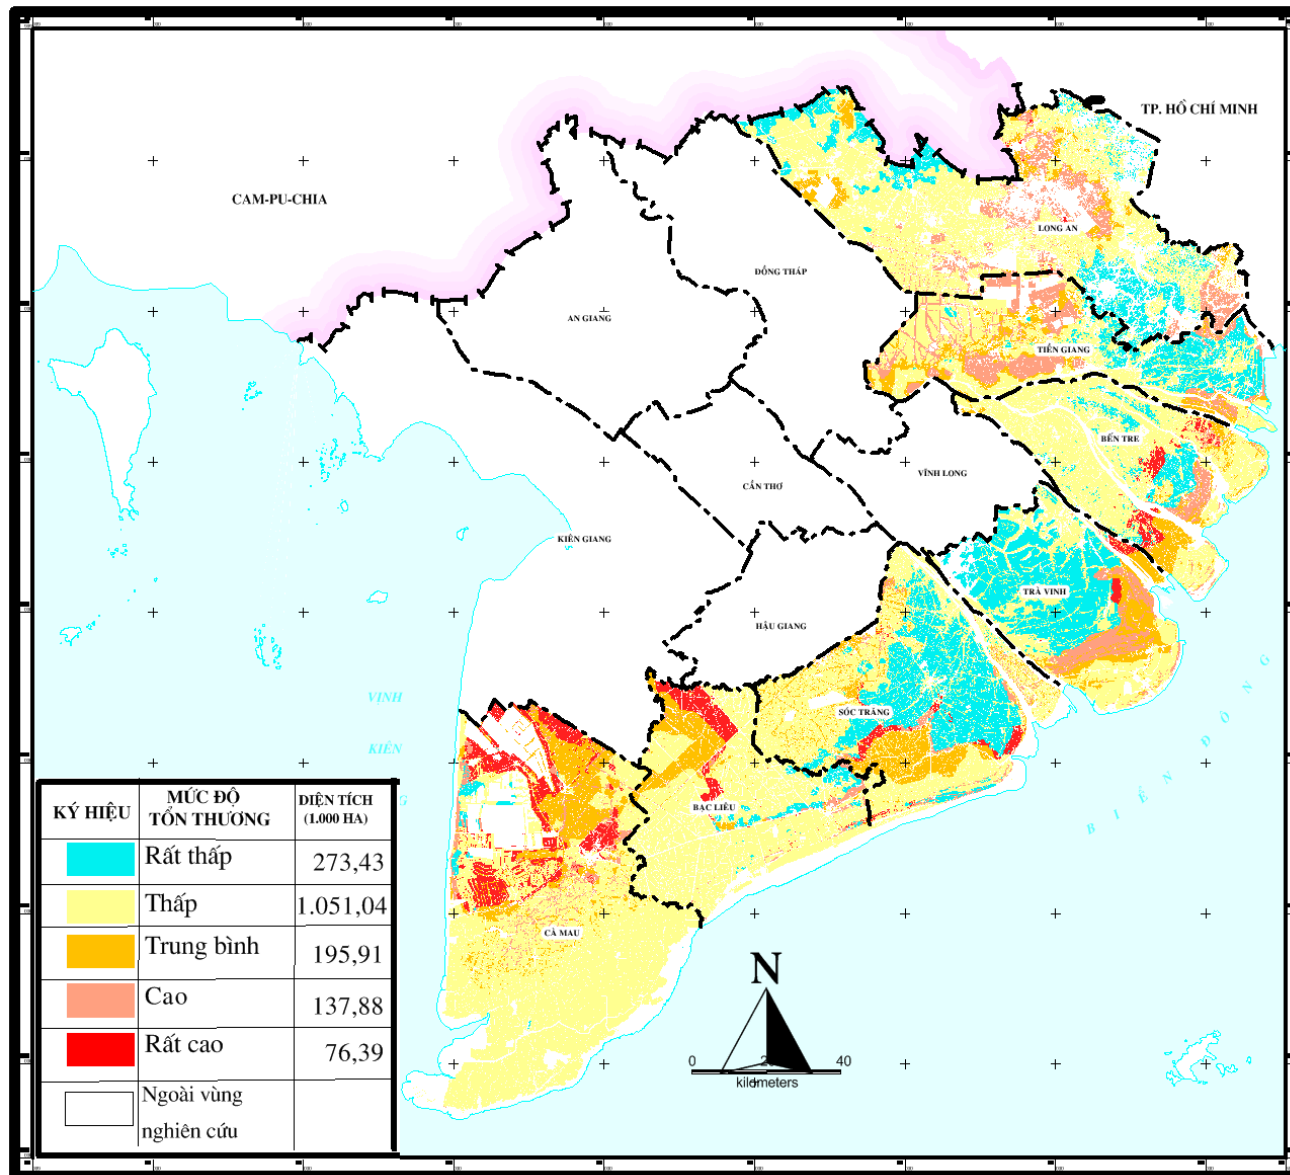 TP. HỒ CHÍ MINH
CAM-PU-CHIA
LONG AN
ĐỒNG THÁP
AN GIANG
TIỀN GIANG
BẾN TRE
VĨNH LONG
CẦN THƠ
KIÊN GIANG
TRÀ VINH
HẬU GIANG
VINH
KIÊN
G
SÓC TRĂNG
BẠC LIÊU
CÀ MAU
BIỂN ĐÔNG
KÝ HIỆU MỨC ĐỘ TỔN THƯƠNG DIỆN TÍCH (1.000 HA)
Rất thấp 273,43
Thấp 1.051,04
Trung bình 195,91
Cao 137,88
Rất cao 76,39
Ngoài vùng
nghiên cứu
N
0 20 40
kilometers